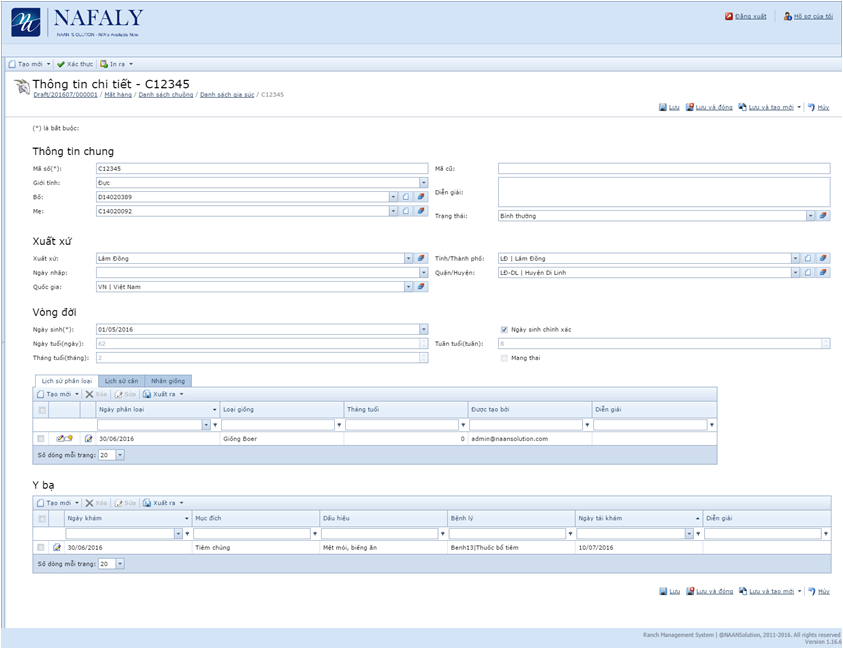 NAFALY
NAAN SOLUTION - NFA's Available Now
Đăng xuất
Hồ sơ của tôi
Tạo mới Xác thực In ra
Thông tin chi tiết - C12345
Draft/201607/000001 / Mặt hàng / Danh sách chuồng / Danh sách gia súc / C12345
Lưu Lưu và đóng Lưu và tạo mới Hủy
(*) là bắt buộc:
Thông tin chung
Mã số(*): C12345 Mã cũ:
Giới tính: Đực
Bố: D14020389 Diễn giải:
Mẹ: C14020092 Trạng thái: Bình thường
Xuất xứ
Xuất xứ: Lâm Đồng Tỉnh/Thành phố: LĐ | Lâm Đồng
Ngày nhập: Quận/Huyện: LĐ-DL | Huyện Di Linh
Quốc gia: VN | Việt Nam
Vòng đời
Ngày sinh(*): 01/05/2016 Ngày sinh chính xác
Ngày tuổi(ngày): 62 Tuần tuổi(tuần): 8
Tháng tuổi(tháng): 2 Mang thai
Lịch sử phân loại Lịch sử cân Nhân giống
Tạo mới Xóa Sửa Xuất ra
Ngày phân loại Loại giống Tháng tuổi Được tạo bởi Diễn giải
30/06/2016 Giống Boer 0 admin@naansolution.com
Số dòng mỗi trang: 20
Y bạ
Tạo mới Xóa Sửa Xuất ra
Ngày khám Mục đích Dấu hiệu Bệnh lý Ngày tái khám Diễn giải
30/06/2016 Tiêm chủng Mệt mỏi, biếng ăn Benh13|Thuốc bổ tiêm 10/07/2016
Số dòng mỗi trang: 20
Lưu Lưu và đóng Lưu và tạo mới Hủy
Ranch Management System | @NAANSolution, 2011-2016. All rights reserved
Version 1.16.6